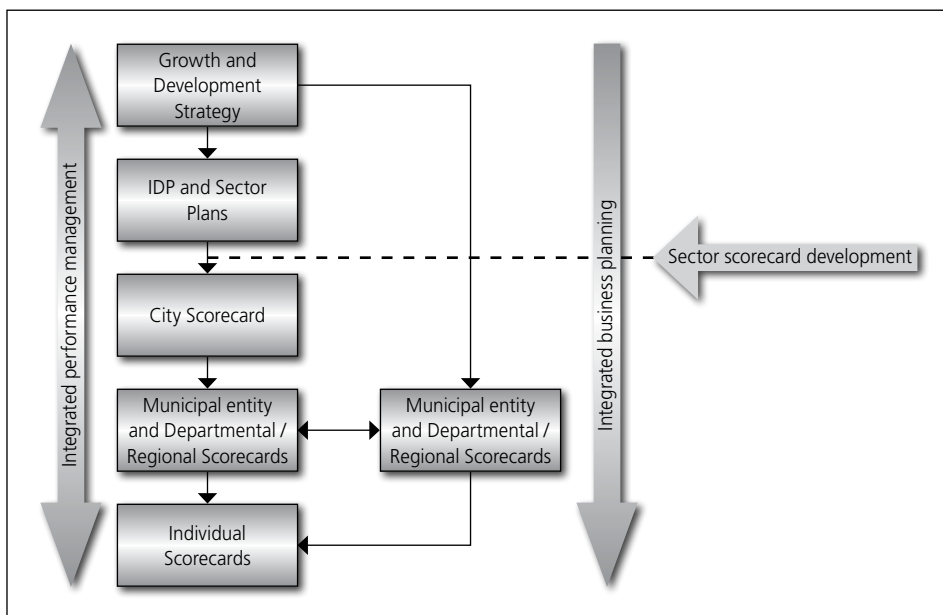 Growth and
Development
Strategy
IDP and Sector
Plans
City Scorecard
Municipal entity
and Departmental /
Regional Scorecards
Individual
Scorecards
Municipal entity
and Departmental /
Regional Scorecards
Integrated performance management
Integrated business planning
Sector scorecard development